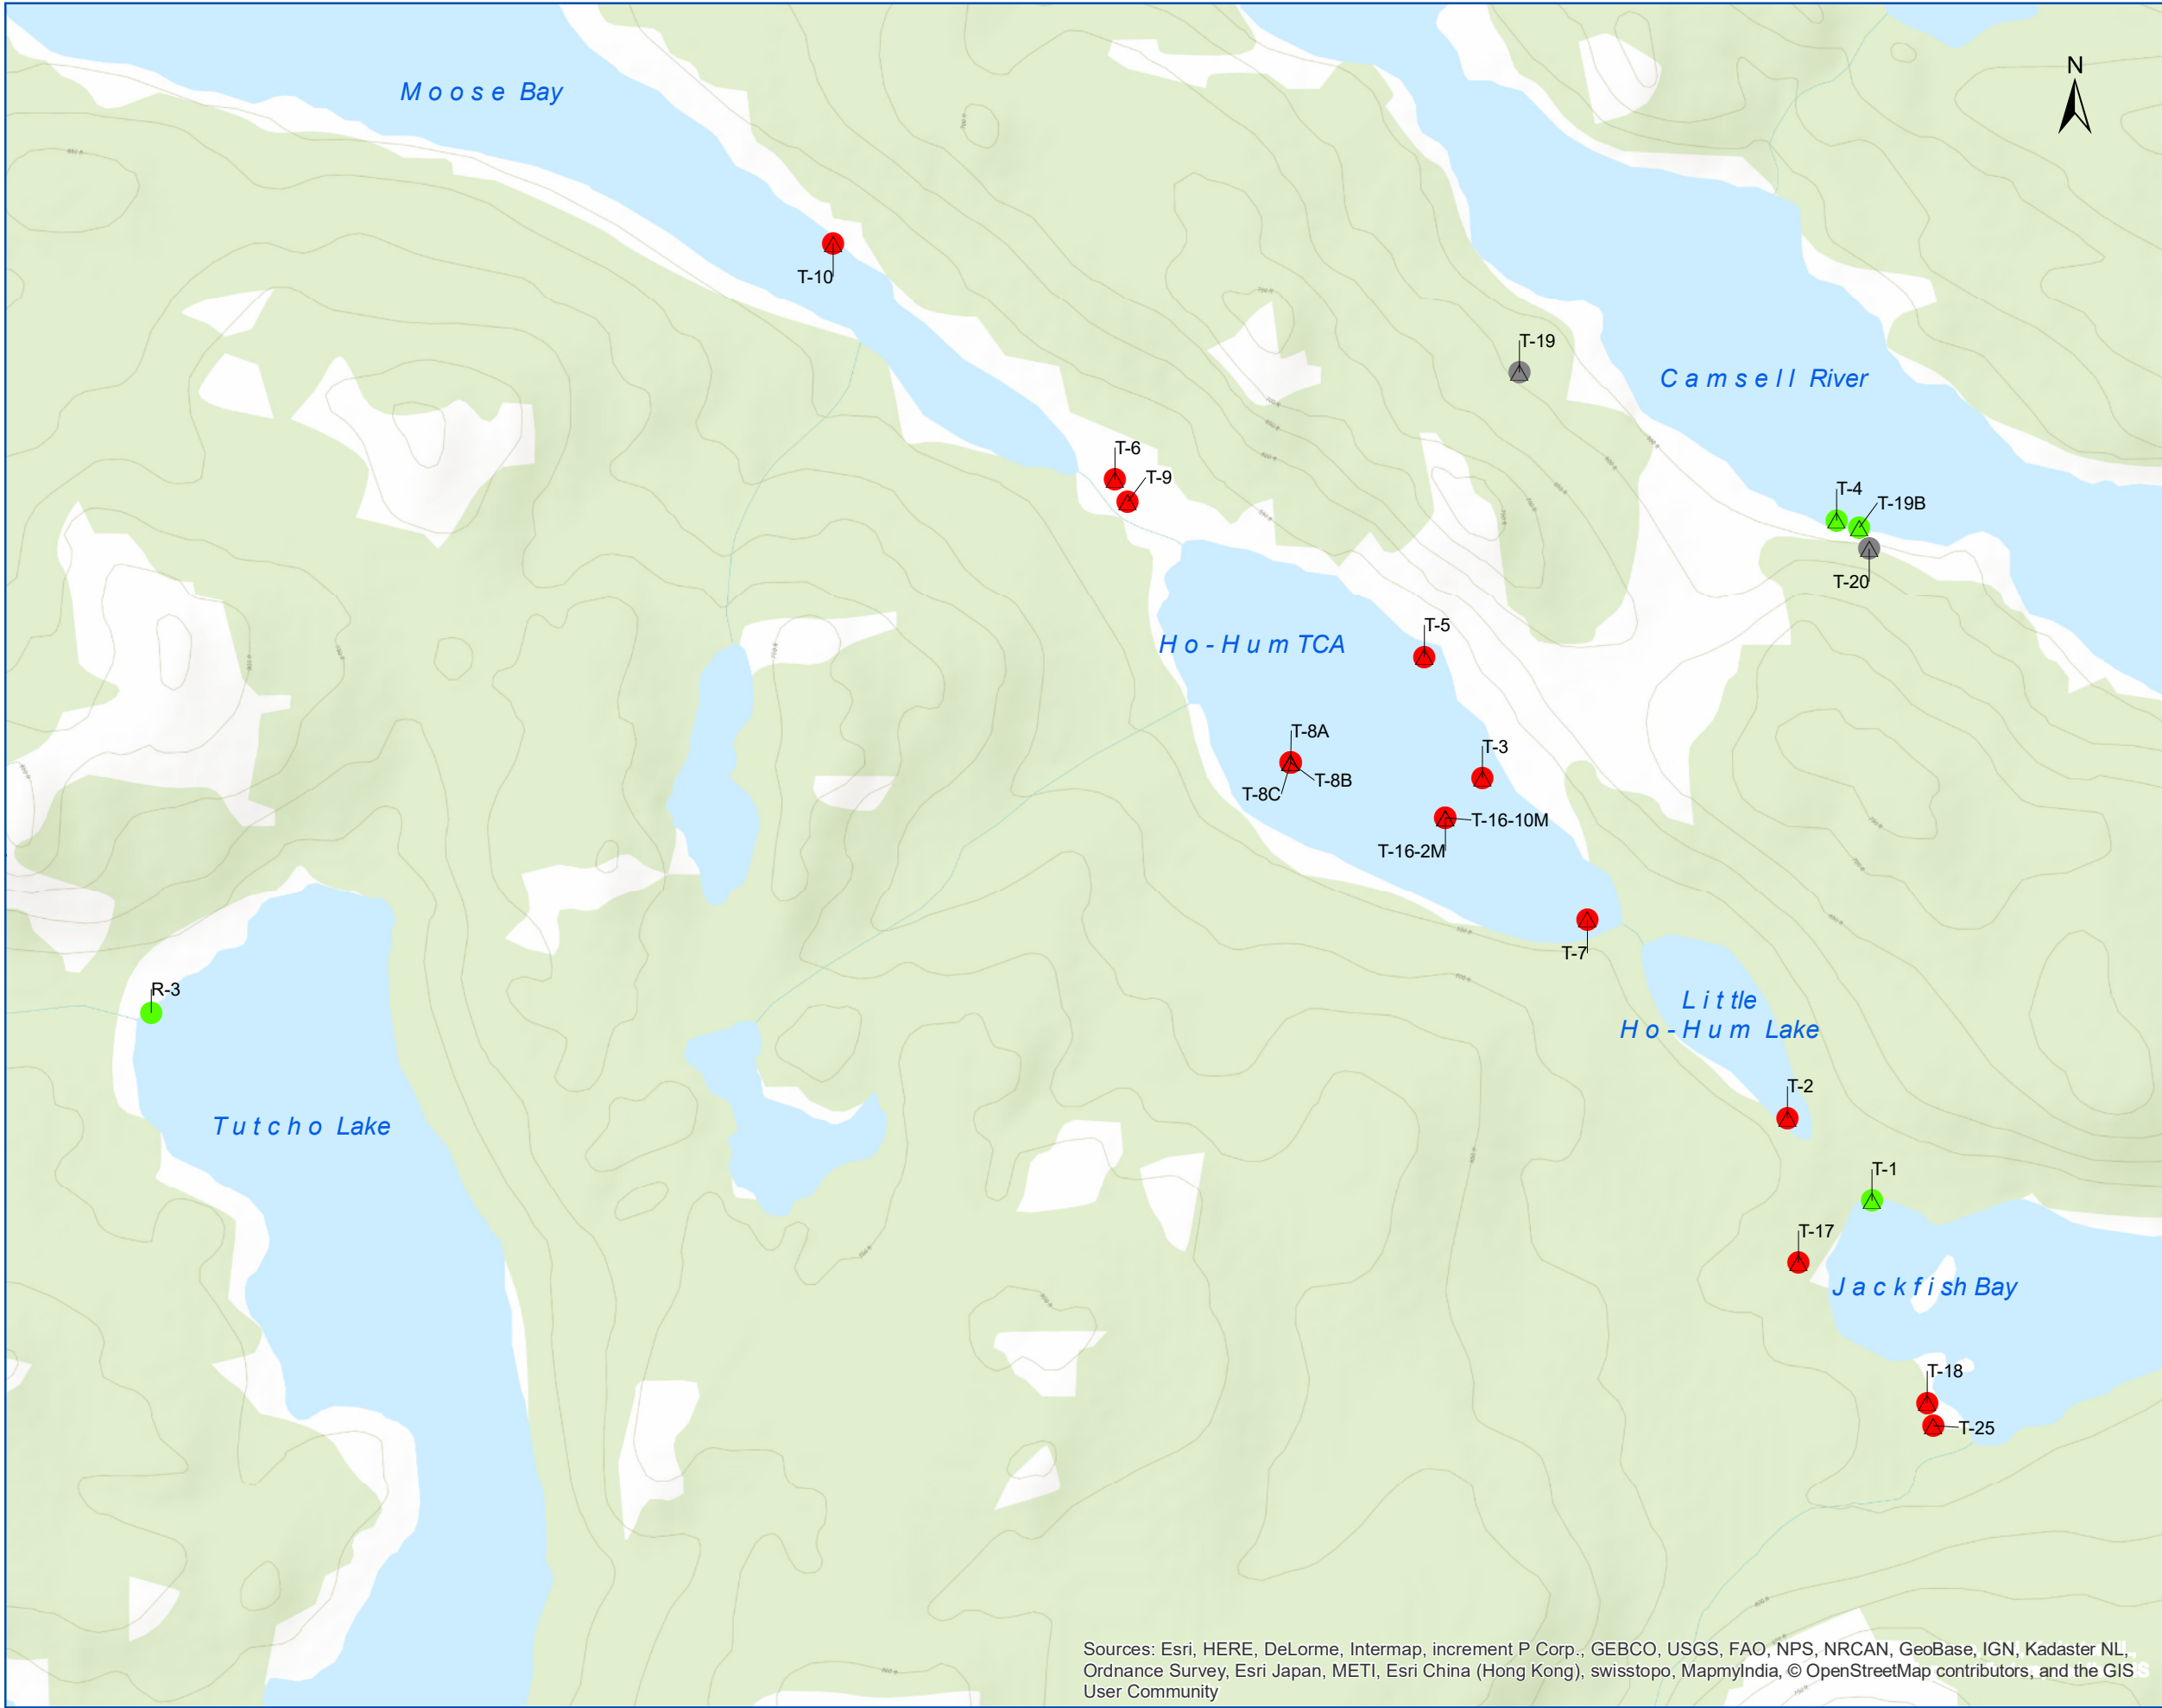 Moose Bay
N
T-10
T-19
Camsell River
T-6
T-9
T-4
T-19B
T-20
T-5
Ho-Hum TCA
T-8A
T-3
T-8B
T-8C
T-16-10M
T-16-2M
T-7
R-3
Little
Ho-Hum Lake
T-2
Tutcho Lake
T-1
T-17
Jackfish Bay
T-18
T-25
Sources: Esri, HERE, DeLorme, Intermap, increment P Corp., GEBCO, USGS, FAO, NPS, NRCAN, GeoBase, IGN, Kadaster NL,
Ordnance Survey, Esri Japan, METI, Esri China (Hong Kong), swisstopo, MapmyIndia, © OpenStreetMap contributors, and the GIS
User Community